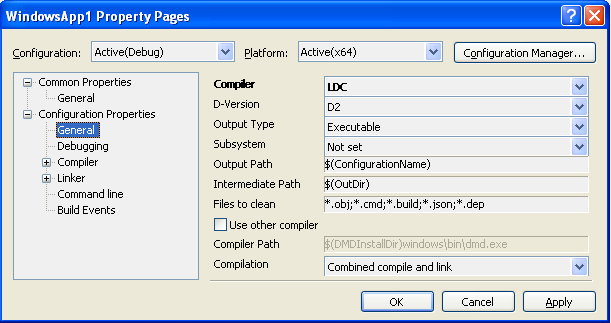 WindowsApp1 Property Pages
Configuration: Active(Debug) Platform: Active(x64) Configuration Manager...
Common Properties
General
Configuration Properties
General
Debugging
Compiler
Linker
Command line
Build Events
Compiler LDC
D-Version D2
Output Type Executable
Subsystem Not set
Output Path $(ConfigurationName)
Intermediate Path $(OutDir)
Files to clean *.obj;*.cmd;*.build;*.json;*.dep
Use other compiler
Compiler Path $(DMDInstallDir)windows\bin\dmd.exe
Compilation Combined compile and link
OK Cancel Apply